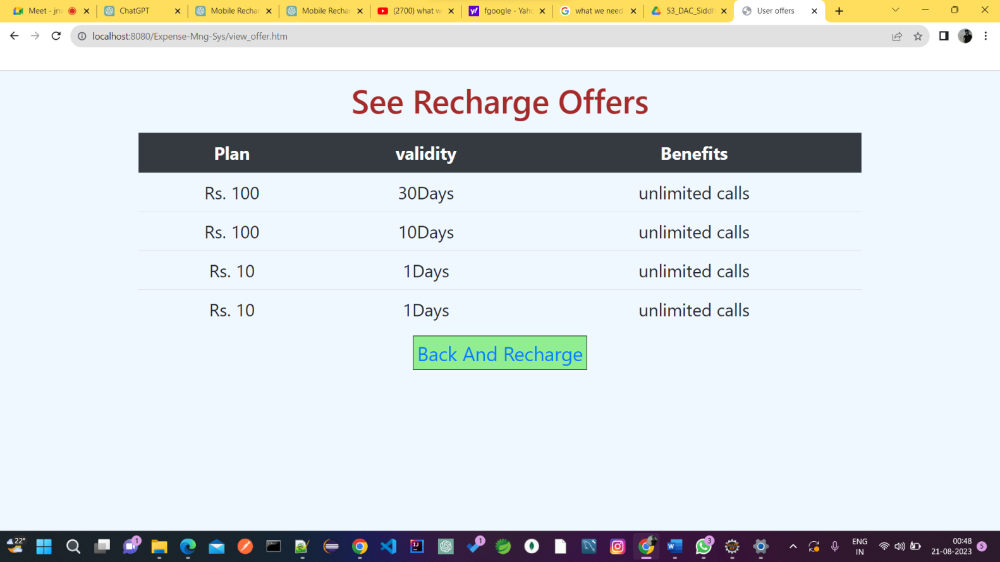 Meet - jnv
ChatGPT
Mobile Rechar
Mobile Rechar
(2700) what w
fgoogle - Yaho
what we need
53_DAC_Siddh
User offers
localhost:8080/Expense-Mng-Sys/view_offer.htm
See Recharge Offers
Plan validity Benefits
Rs. 100 30Days unlimited calls
Rs. 100 10Days unlimited calls
Rs. 10 1Days unlimited calls
Rs. 10 1Days unlimited calls
Back And Recharge
22°
1
1
3
ENG
IN
00:48
21-08-2023
5